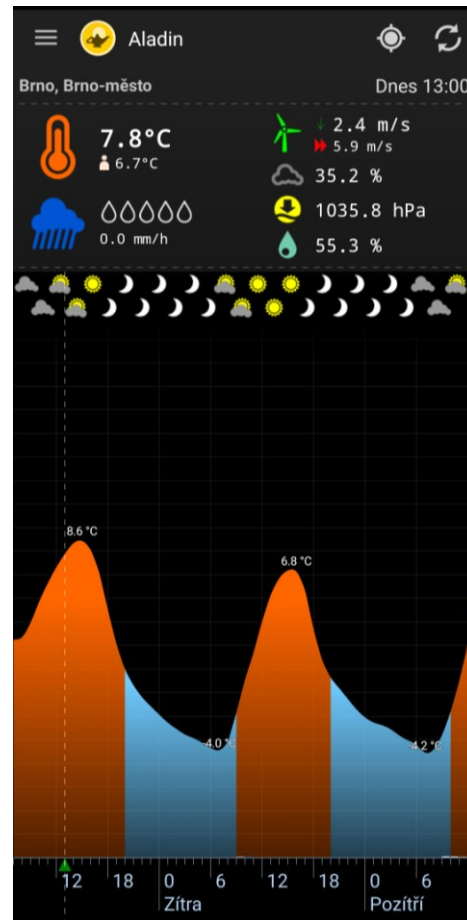 Aladin
Brno, Brno-město
Dnes 13:00
7.8°C
6.7°C
0.0 mm/h
2.4 m/s
5.9 m/s
35.2 %
1035.8 hPa
55.3 %
8.6 °C
6.8 °C
-4.0 °C
-4.2 °C
12 18 0 6 12 18 0 6
Zítra Pozítří